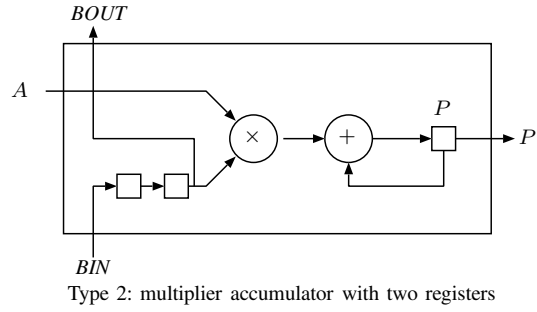 BOUT
A
P
×
+
P
BIN
Type 2: multiplier accumulator with two registers